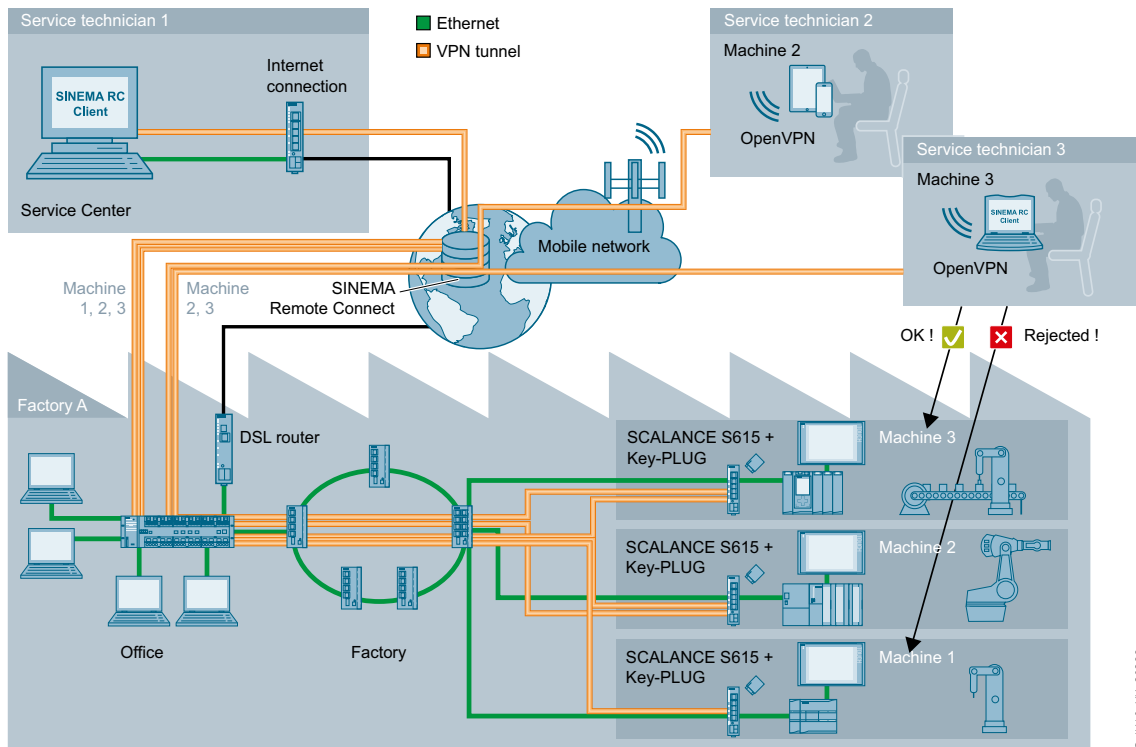 Service technician 1
Ethernet
VPN tunnel
SINEMA RC
Client
Internet
connection
Service Center
Service technician 2
Machine 2
OpenVPN
Service technician 3
Machine 3
SINEMA RC
Client
OpenVPN
Mobile network
SINEMA
Remote Connect
Machine
1, 2, 3
Machine
2, 3
OK !
Rejected !
Factory A
DSL router
SCALANCE S615 +
Key-PLUG
Machine 3
SCALANCE S615 +
Key-PLUG
Machine 2
SCALANCE S615 +
Key-PLUG
Machine 1
Office
Factory